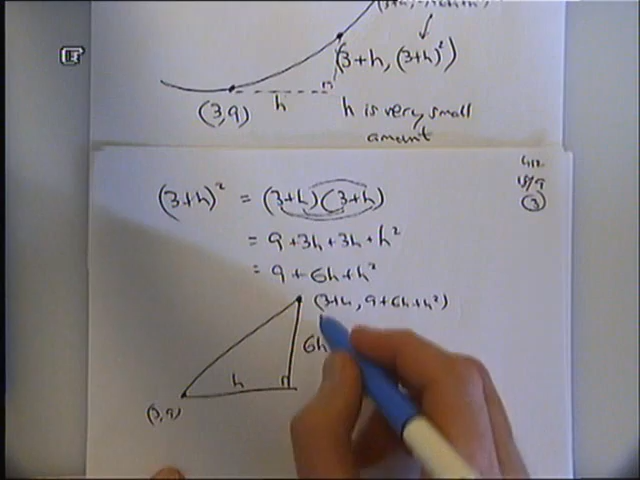 (3+h, (3+h)²)
(3,9)
h
h is very small
amount
(3+h)² = (3+h)(3+h)
= 9+3h+3h+h²
= 9+6h+h²
(3+h, 9+6h+h²)
6h
h
(3,9)
3